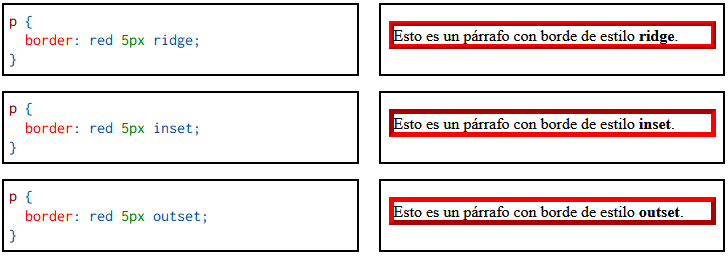 p {
  border: red 5px ridge;
}
Esto es un párrafo con borde de estilo ridge.
p {
  border: red 5px inset;
}
Esto es un párrafo con borde de estilo inset.
p {
  border: red 5px outset;
}
Esto es un párrafo con borde de estilo outset.